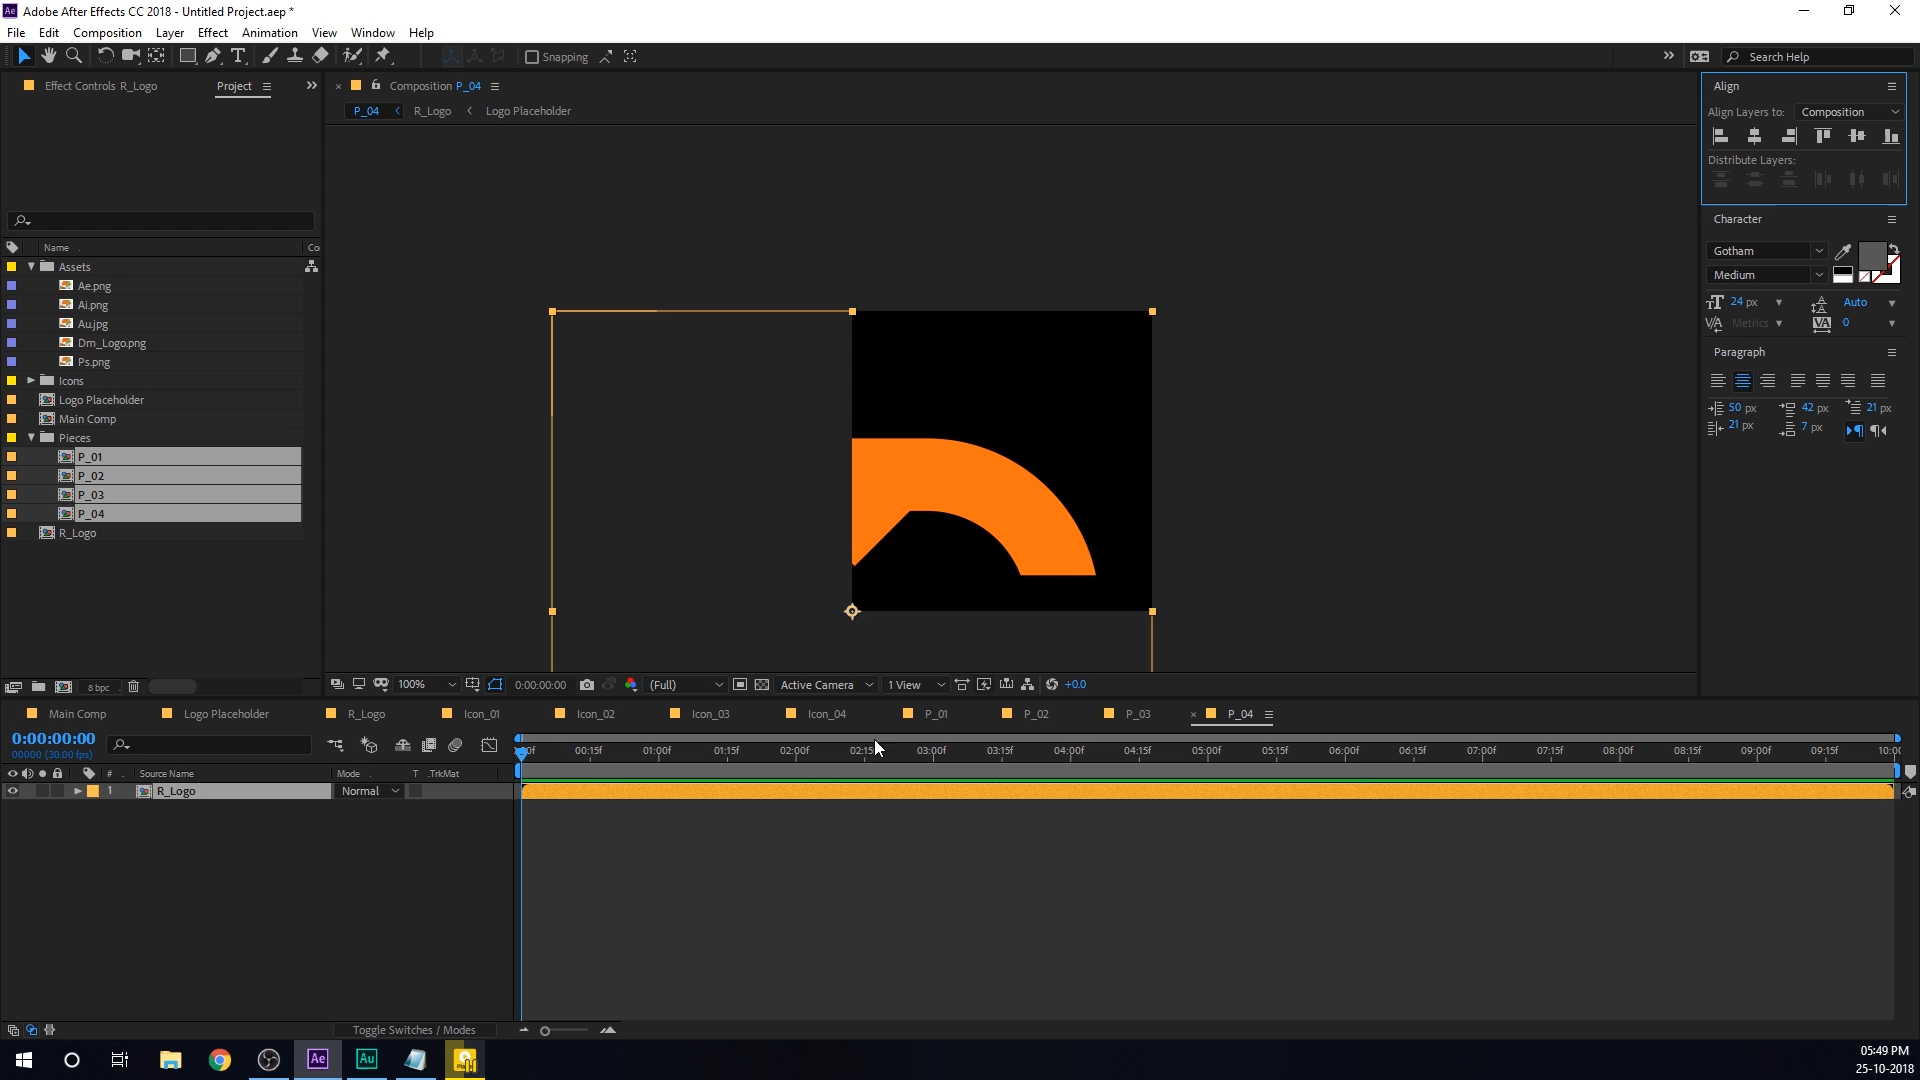 Adobe After Effects CC 2018 - Untitled Project.aep *
File Edit Composition Layer Effect Animation View Window Help
Snapping
Search Help
Effect Controls R_Logo
Project
Composition P_04
P_04
R_Logo
Logo Placeholder
Name
Co
Assets
Ae.png
Ai.png
Au.jpg
Dm_Logo.png
Ps.png
Icons
Logo Placeholder
Main Comp
Pieces
P_01
P_02
P_03
P_04
R_Logo
8 bpc
100%
0:00:00:00
(Full)
Active Camera
1 View
+0.0
Align
Align Layers to:
Composition
Distribute Layers:
Character
Gotham
Medium
24 px
Auto
Metrics
0
Paragraph
50 px
42 px
21 px
21 px
7 px
Main Comp
Logo Placeholder
R_Logo
Icon_01
Icon_02
Icon_03
Icon_04
P_01
P_02
P_03
P_04
0:00:00:00
00000 (30.00 fps)
00:15f
01:00f
01:15f
02:00f
02:15f
03:00f
03:15f
04:00f
04:15f
05:00f
05:15f
06:00f
06:15f
07:00f
07:15f
08:00f
08:15f
09:00f
09:15f
10:00
# Source Name
Mode
T .TrkMat
1
R_Logo
Normal
Toggle Switches / Modes
05:49 PM
25-10-2018